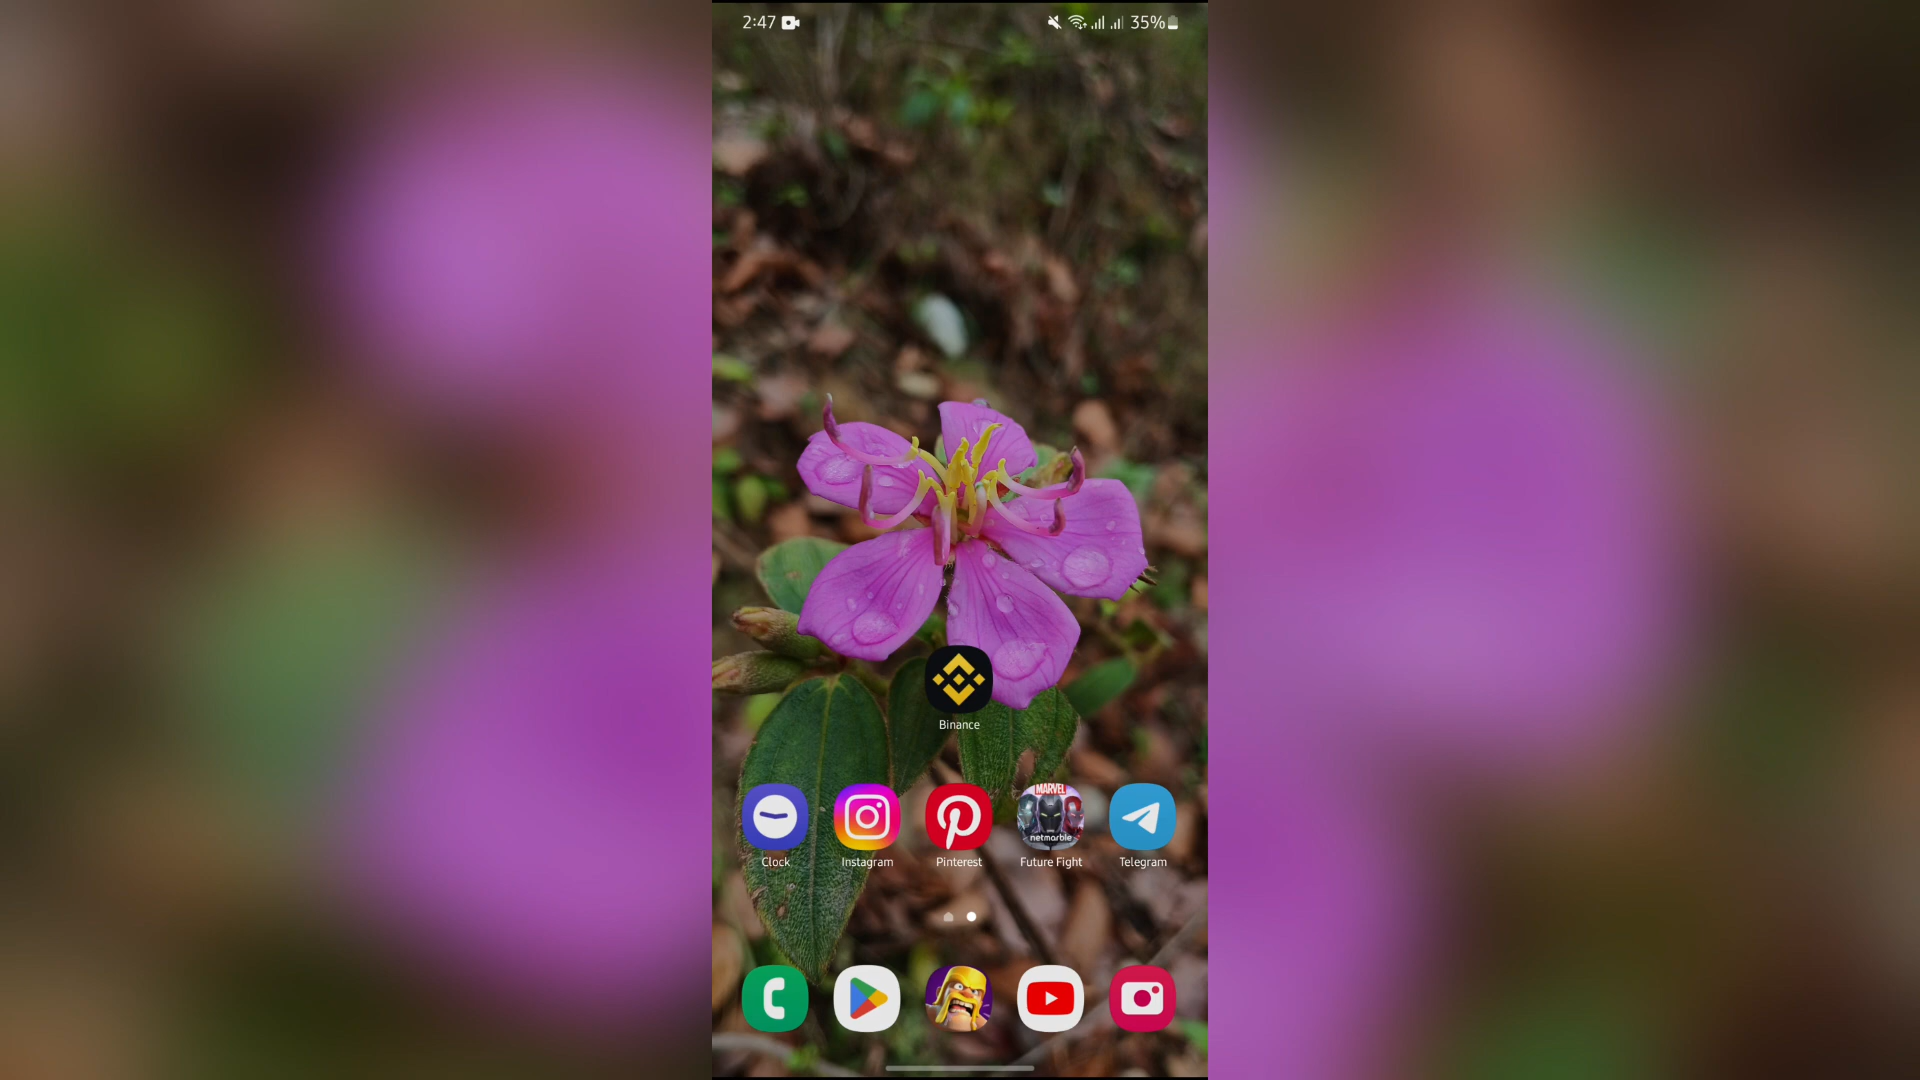 2:47 35%
Binance
MARVEL
netmarble
Clock Instagram Pinterest Future Fight Telegram